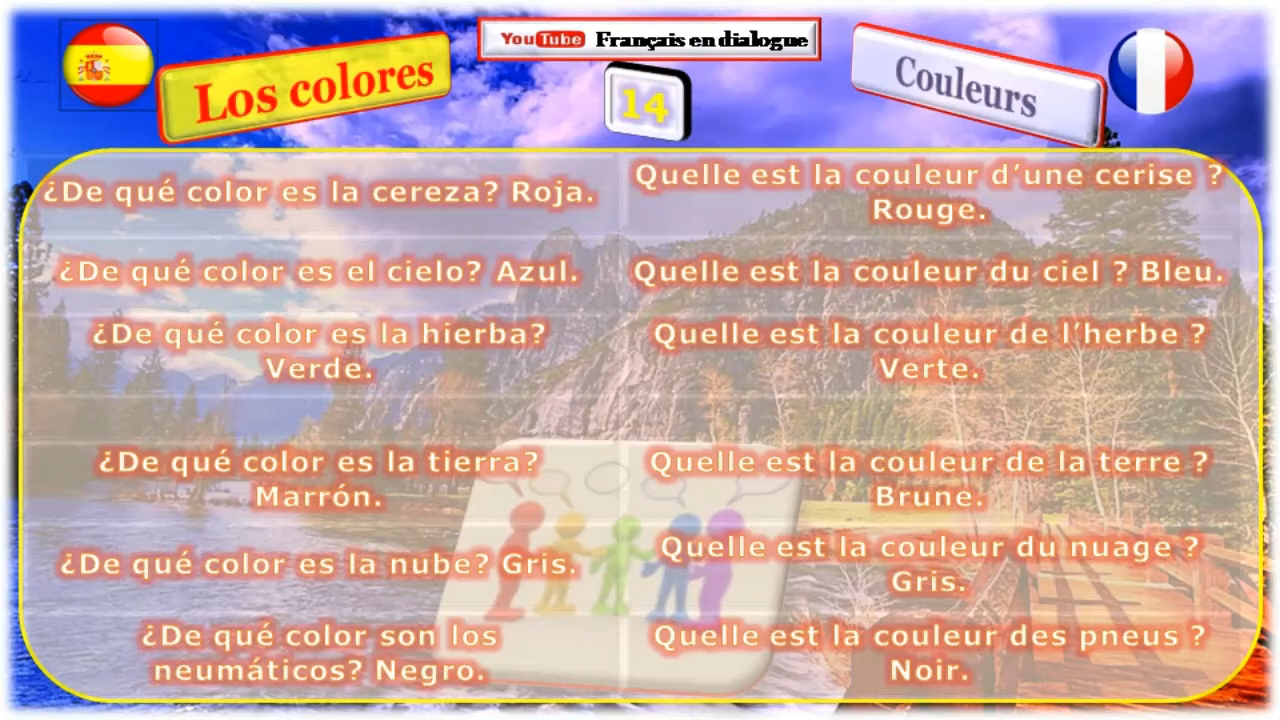 Los colores
YouTube Français en dialogue
14
Couleurs
¿De qué color es la cereza? Roja.
Quelle est la couleur d’une cerise ?
Rouge.
¿De qué color es el cielo? Azul.
Quelle est la couleur du ciel ? Bleu.
¿De qué color es la hierba?
Verde.
Quelle est la couleur de l’herbe ?
Verte.
¿De qué color es la tierra?
Marrón.
Quelle est la couleur de la terre ?
Brune.
¿De qué color es la nube? Gris.
Quelle est la couleur du nuage ?
Gris.
¿De qué color son los
neumáticos? Negro.
Quelle est la couleur des pneus ?
Noir.